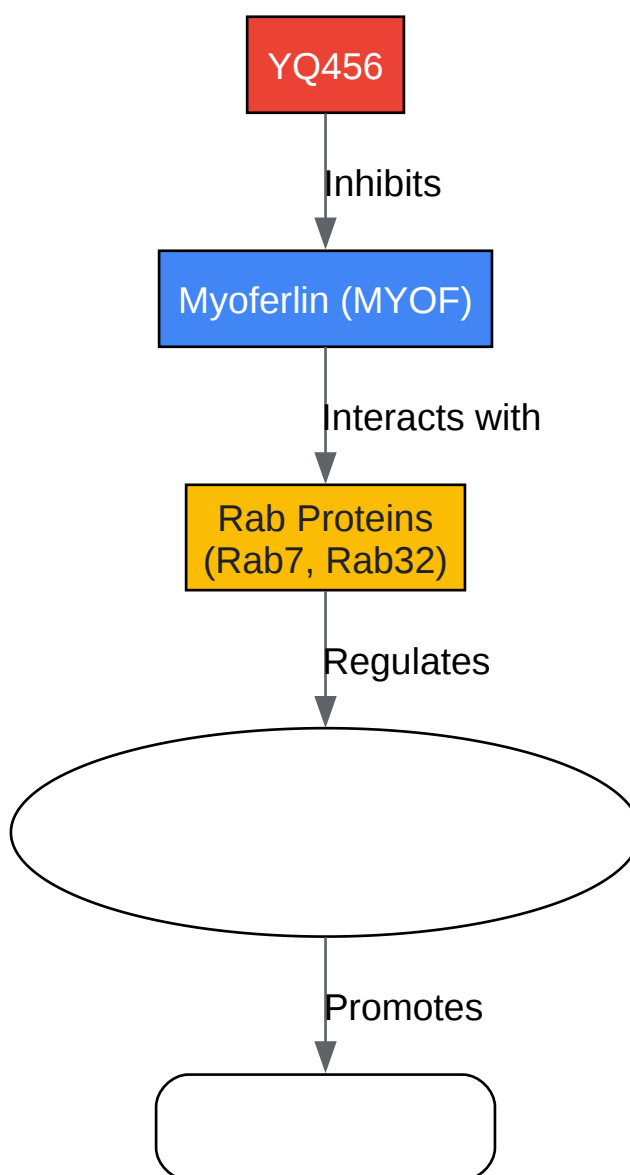 YQ456
Inhibits
Myoferlin (MYOF)
Interacts with
Rab Proteins
(Rab7, Rab32)
Regulates
Promotes